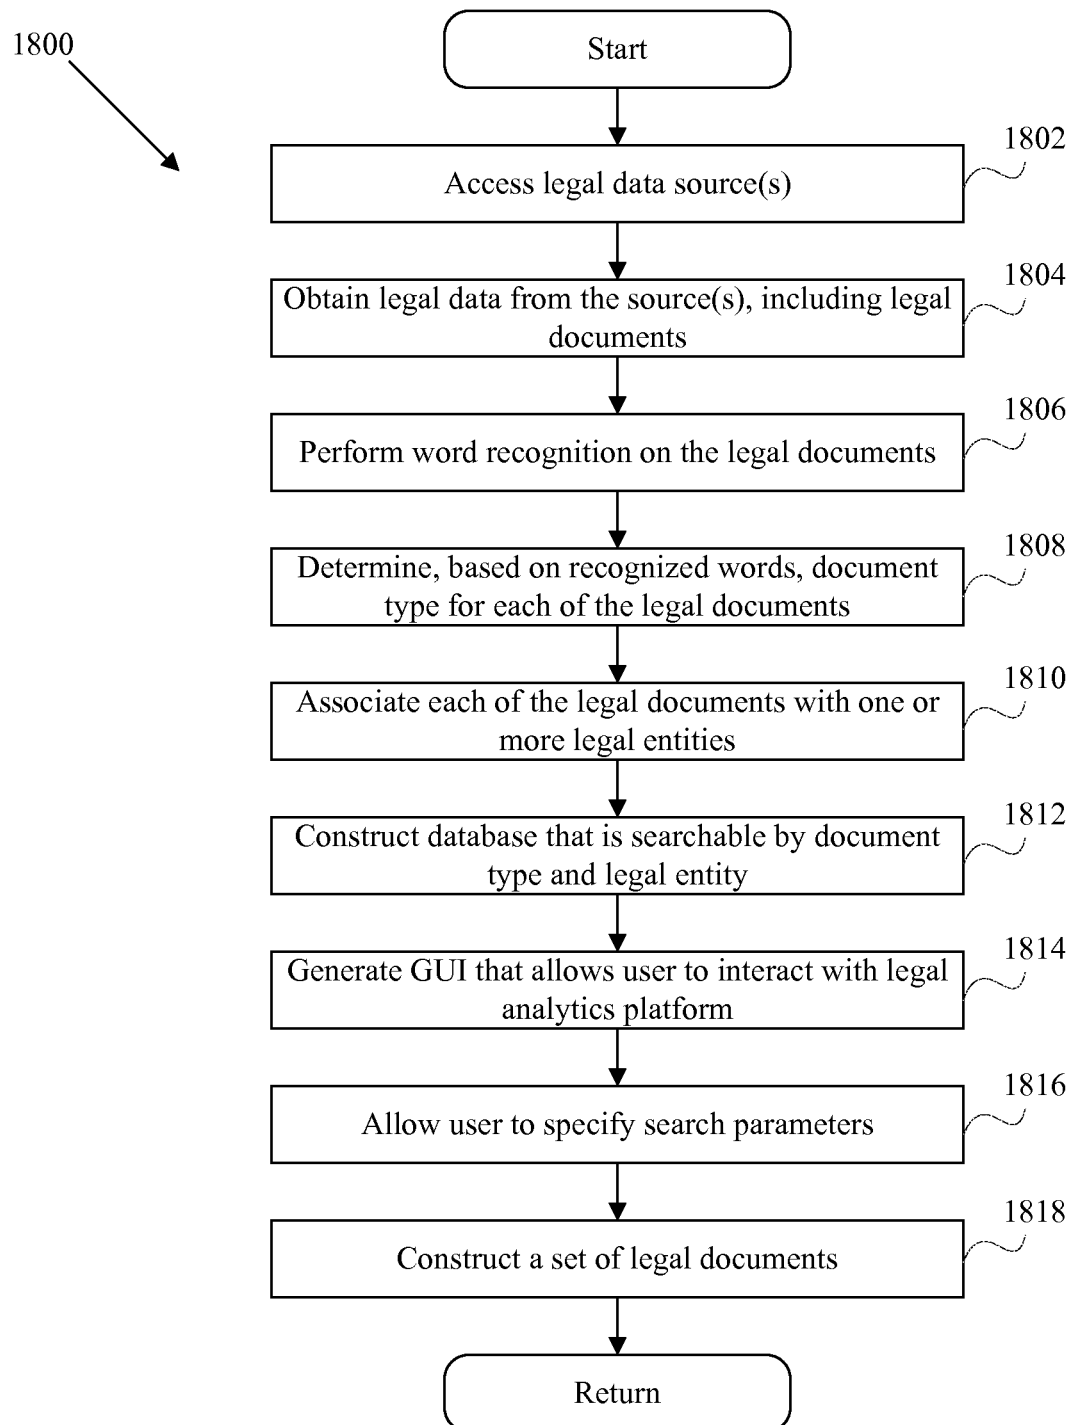 1800
Start
1802
Access legal data source(s)
1804
Obtain legal data from the source(s), including legal
documents
1806
Perform word recognition on the legal documents
1808
Determine, based on recognized words, document
type for each of the legal documents
1810
Associate each of the legal documents with one or
more legal entities
1812
Construct database that is searchable by document
type and legal entity
1814
Generate GUI that allows user to interact with legal
analytics platform
1816
Allow user to specify search parameters
1818
Construct a set of legal documents
Return